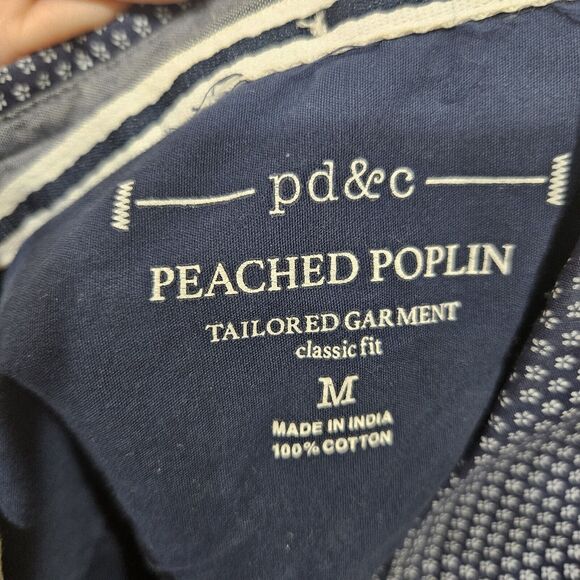 pd&c
PEACHED POPLIN
TAILORED GARMENT
classic fit
M
MADE IN INDIA
100% COTTON